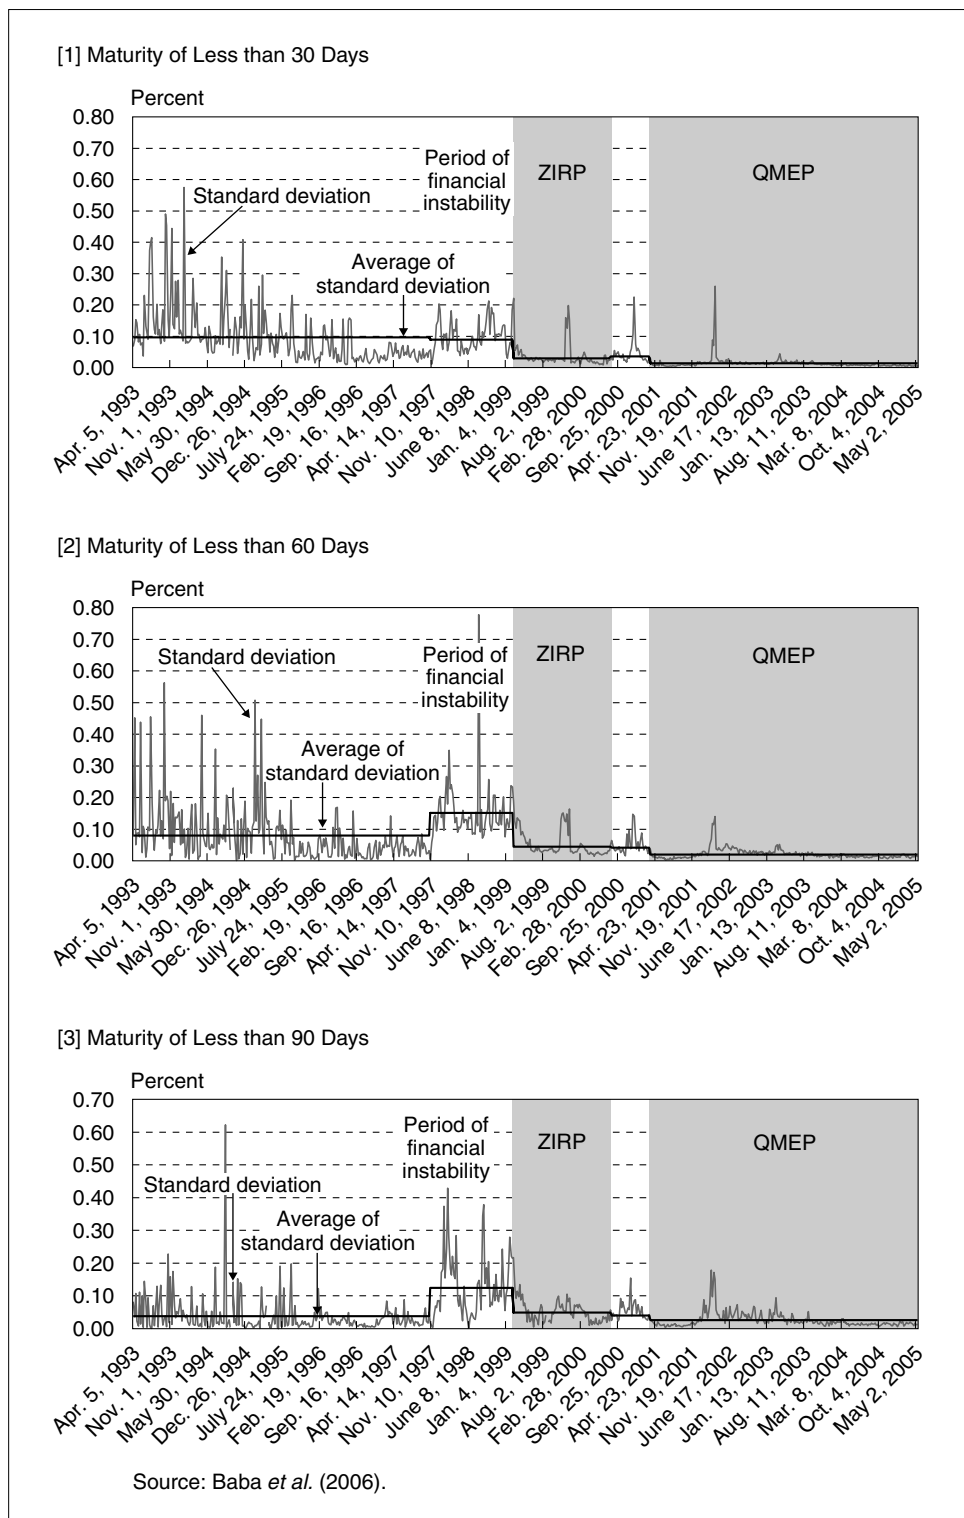 [1] Maturity of Less than 30 Days
Percent
0.80
0.70
0.60
0.50
0.40
0.30
0.20
0.10
0.00
Standard deviation
Average of
standard deviation
Period of
financial
instability
ZIRP
QMEP
Apr. 5, 1993
Nov. 1, 1993
May 30, 1994
Dec. 26, 1994
July 24, 1995
Feb. 19, 1996
Sep. 16, 1996
Apr. 14, 1997
Nov. 10, 1997
June 8, 1998
Jan. 4, 1999
Aug. 2, 1999
Feb. 28, 2000
Sep. 25, 2000
Apr. 23, 2001
Nov. 19, 2001
June 17, 2002
Jan. 13, 2003
Aug. 11, 2003
Mar. 8, 2004
Oct. 4, 2004
May 2, 2005
[2] Maturity of Less than 60 Days
Percent
0.80
0.70
0.60
0.50
0.40
0.30
0.20
0.10
0.00
Standard deviation
Average of
standard deviation
Period of
financial
instability
ZIRP
QMEP
Apr. 5, 1993
Nov. 1, 1993
May 30, 1994
Dec. 26, 1994
July 24, 1995
Feb. 19, 1996
Sep. 16, 1996
Apr. 14, 1997
Nov. 10, 1997
June 8, 1998
Jan. 4, 1999
Aug. 2, 1999
Feb. 28, 2000
Sep. 25, 2000
Apr. 23, 2001
Nov. 19, 2001
June 17, 2002
Jan. 13, 2003
Aug. 11, 2003
Mar. 8, 2004
Oct. 4, 2004
May 2, 2005
[3] Maturity of Less than 90 Days
Percent
0.70
0.60
0.50
0.40
0.30
0.20
0.10
0.00
Standard deviation
Average of
standard deviation
Period of
financial
instability
ZIRP
QMEP
Apr. 5, 1993
Nov. 1, 1993
May 30, 1994
Dec. 26, 1994
July 24, 1995
Feb. 19, 1996
Sep. 16, 1996
Apr. 14, 1997
Nov. 10, 1997
June 8, 1998
Jan. 4, 1999
Aug. 2, 1999
Feb. 28, 2000
Sep. 25, 2000
Apr. 23, 2001
Nov. 19, 2001
June 17, 2002
Jan. 13, 2003
Aug. 11, 2003
Mar. 8, 2004
Oct. 4, 2004
May 2, 2005
Source: Baba et al. (2006).